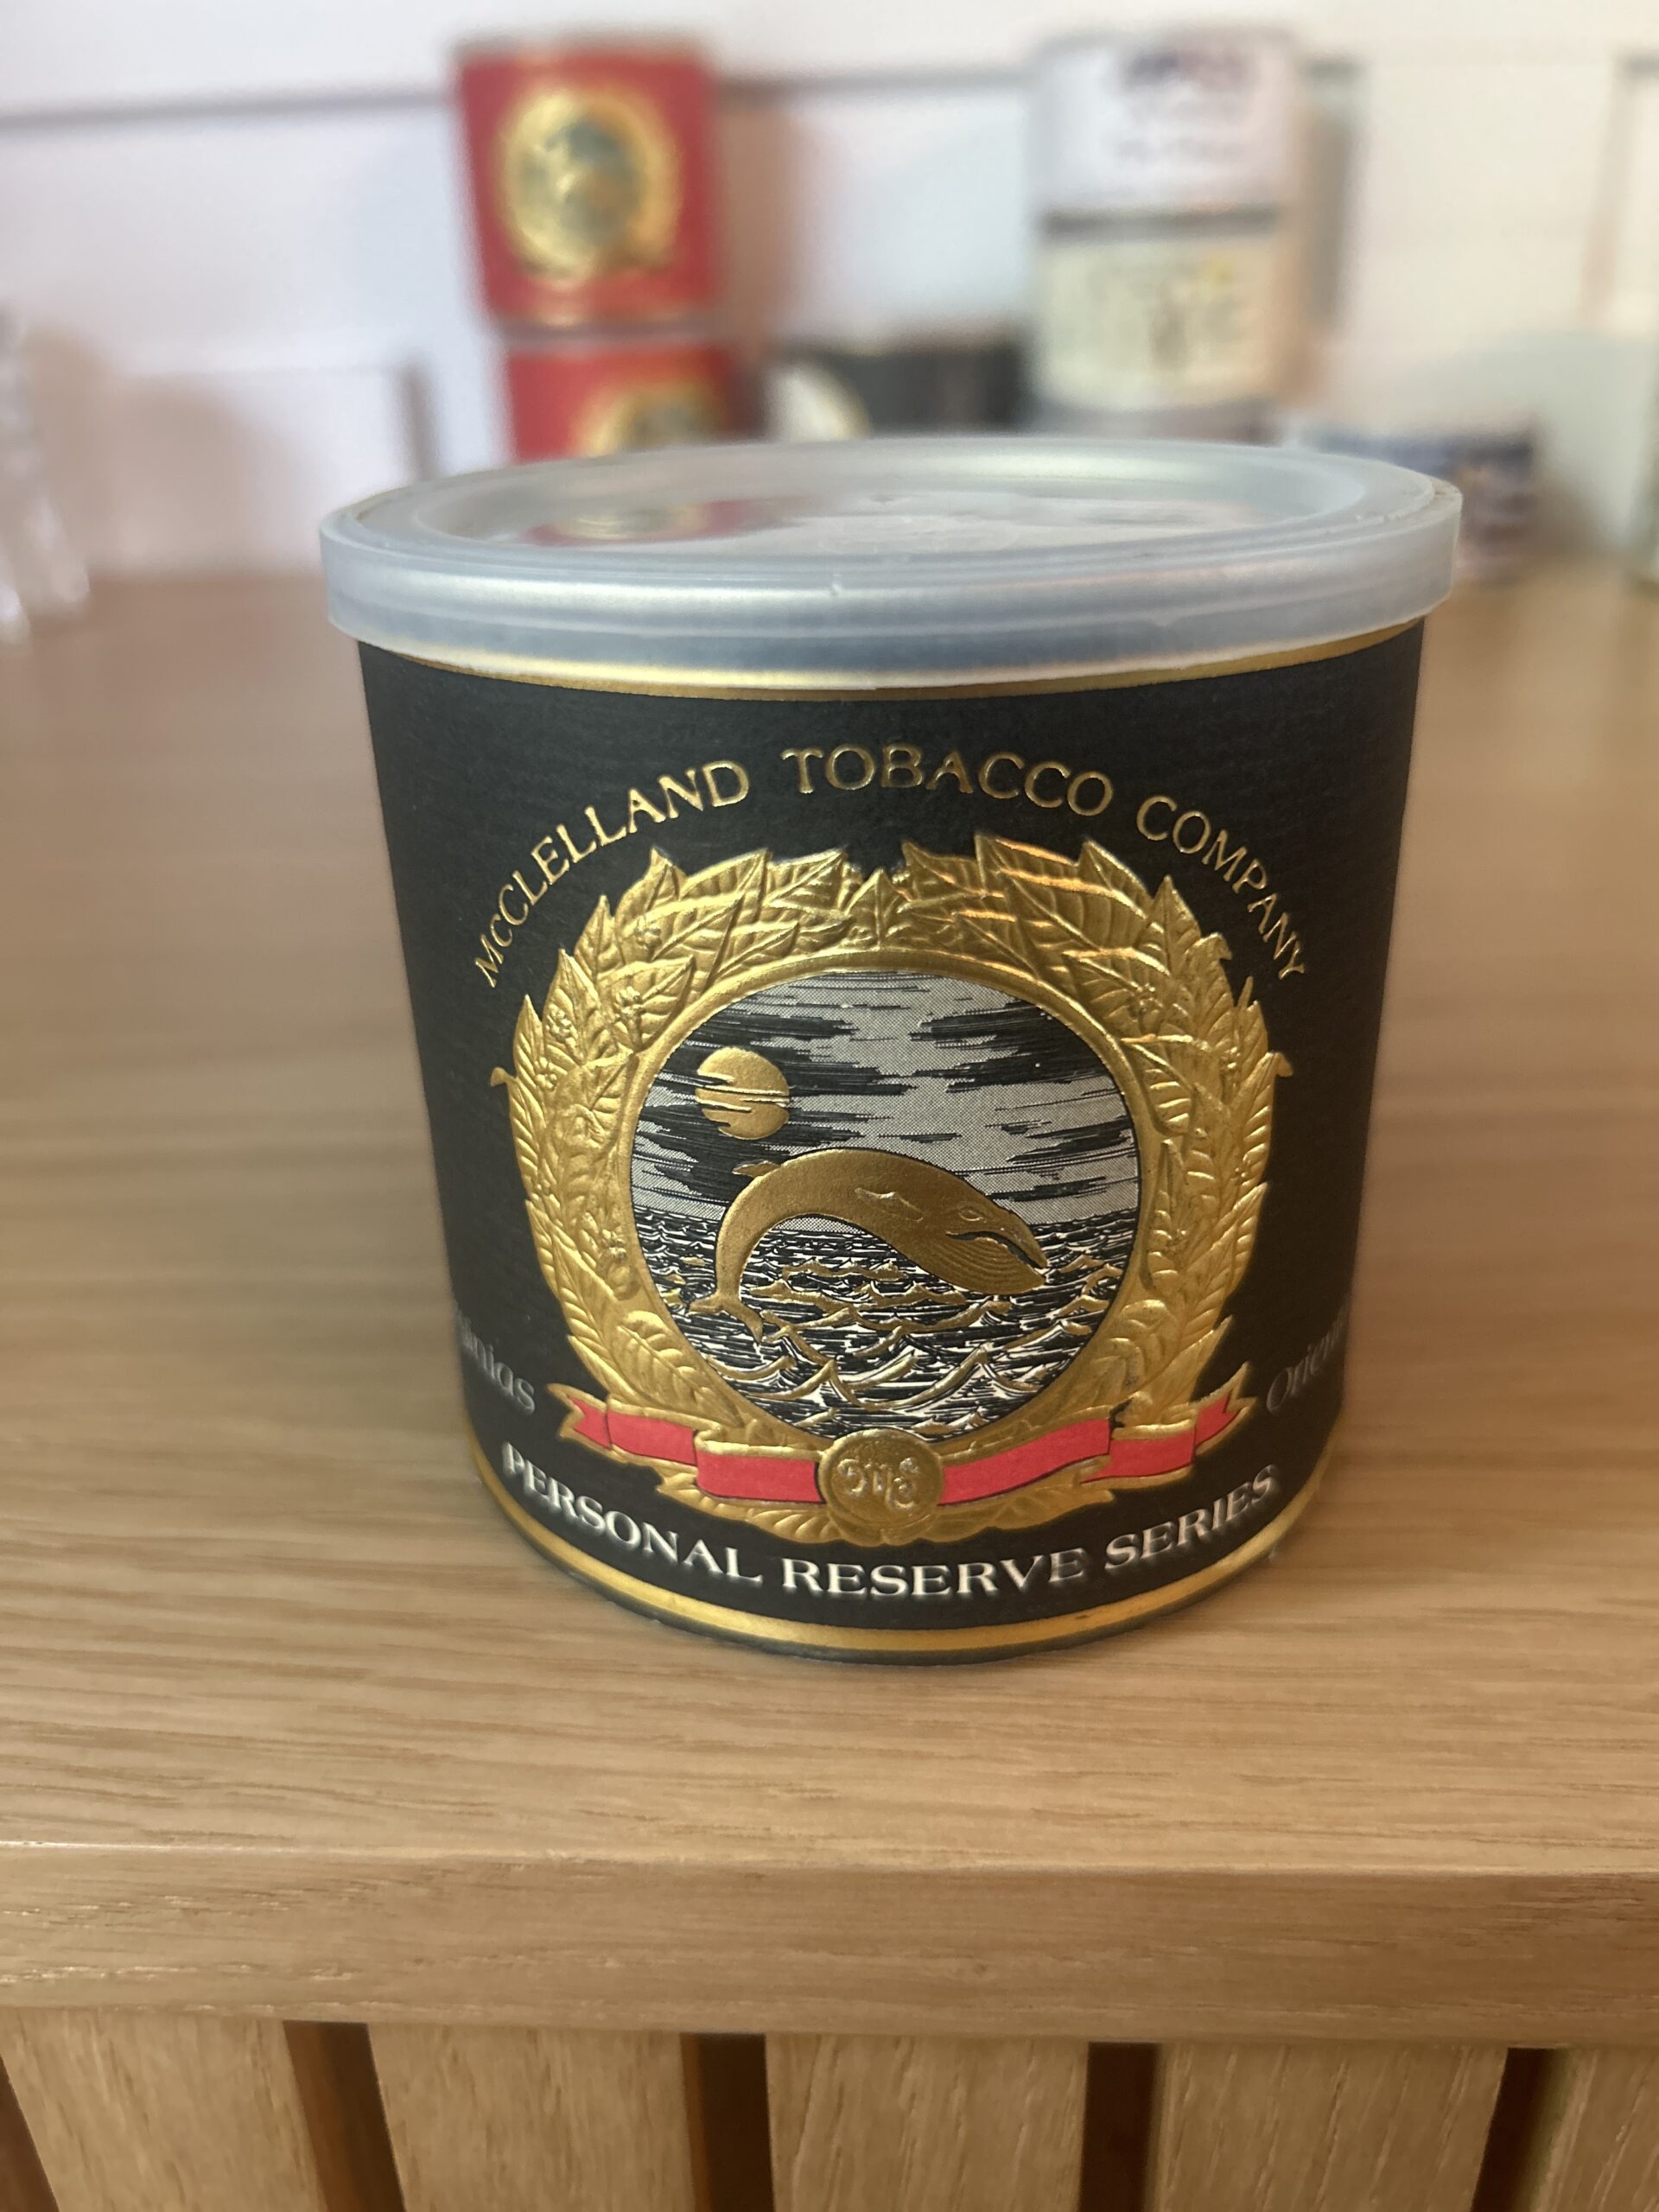 McCLELLAND TOBACCO COMPANY
PERSONAL RESERVE SERIES